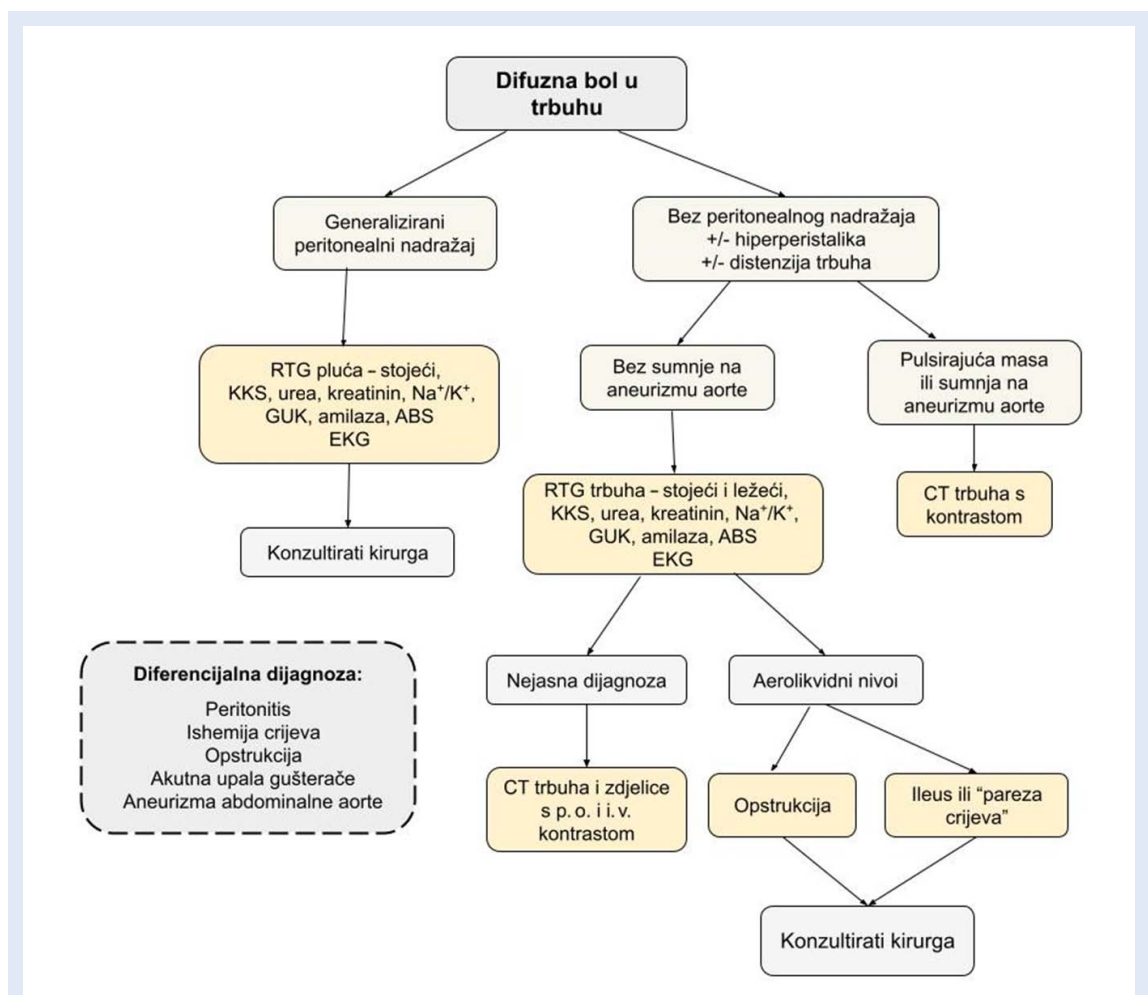 Difuzna bol u
trbuhu
Generalizirani
peritonealni nadražaj
Bez peritonealnog nadražaja
+/- hiperperistalika
+/- distenzija trbuha
RTG pluća – stojeći,
KKS, urea, kreatinin, Na⁺/K⁺,
GUK, amilaza, ABS
EKG
Bez sumnje na
aneurizmu aorte
Pulsirajuća masa
ili sumnja na
aneurizmu aorte
Konzultirati kirurga
RTG trbuha – stojeći i ležeći,
KKS, urea, kreatinin, Na⁺/K⁺,
GUK, amilaza, ABS
EKG
CT trbuha s
kontrastom
Diferencijalna dijagnoza:
Peritonitis
Ishemija crijeva
Opstrukcija
Akutna upala gušterače
Aneurizma abdominalne aorte
Nejasna dijagnoza
Aerolikvidni nivoi
CT trbuha i zdjelice
s p. o. i i. v.
kontrastom
Opstrukcija
Ileus ili “pareza
crijeva”
Konzultirati kirurga